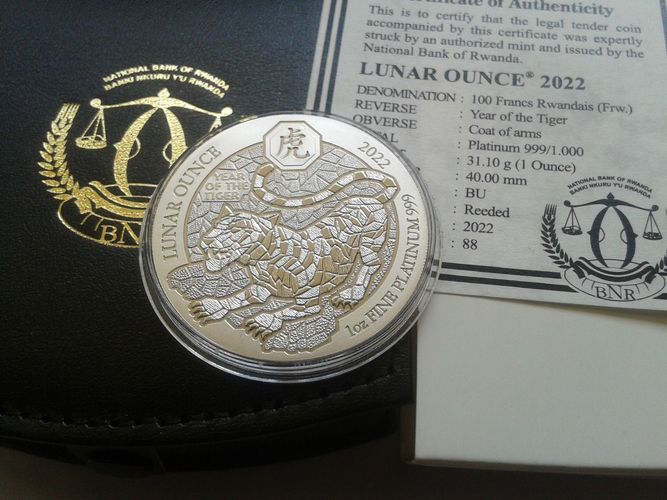 NATIONAL BANK OF RWANDA
BANKI NKURU Y'U RWANDA
BNR
LUNAR OUNCE
虎
2022
YEAR
OF THE
TIGER
1oz FINE PLATINUM 999
Certificate of Authenticity
This is to certify that the legal tender coin
accompanied by this certificate was expertly
struck by an authorized mint and issued by the
National Bank of Rwanda.
LUNAR OUNCE® 2022
DENOMINATION : 100 Francs Rwandais (Frw.)
REVERSE : Year of the Tiger
OBVERSE : Coat of arms
: Platinum 999/1.000
: 31.10 g (1 Ounce)
: 40.00 mm
: BU
: Reeded
: 2022
: 88
NATIONAL BANK OF RWANDA
BANKI NKURU Y'U RWANDA
BNR